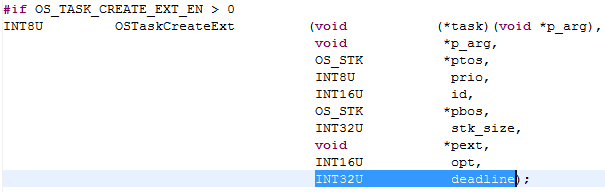 #if OS_TASK_CREATE_EXT_EN > 0
INT8U OSTaskCreateExt (void (*task)(void *p_arg),
void *p_arg,
OS_STK *ptos,
INT8U prio,
INT16U id,
OS_STK *pbos,
INT32U stk_size,
void *pext,
INT16U opt,
INT32U deadline);